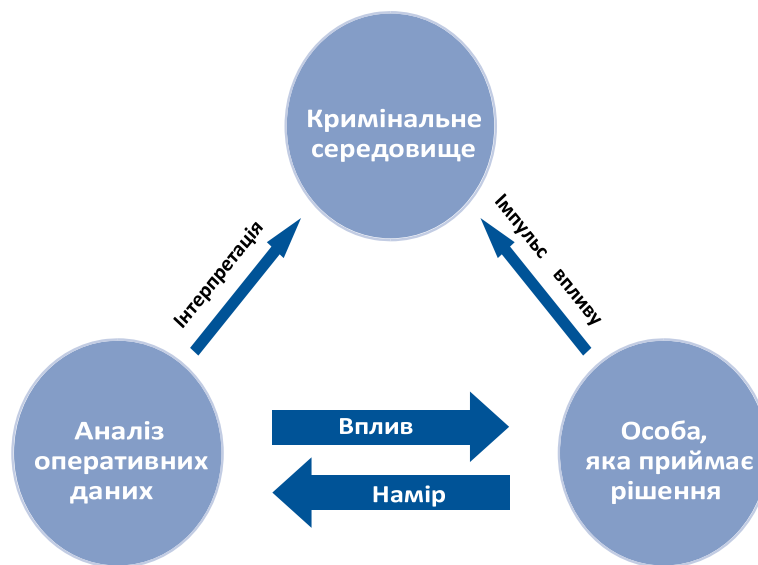 Кримінальне
середовище
Інтерпретація
Імпульс впливу
Аналіз
оперативних
даних
Вплив
Намір
Особа,
яка приймає
рішення